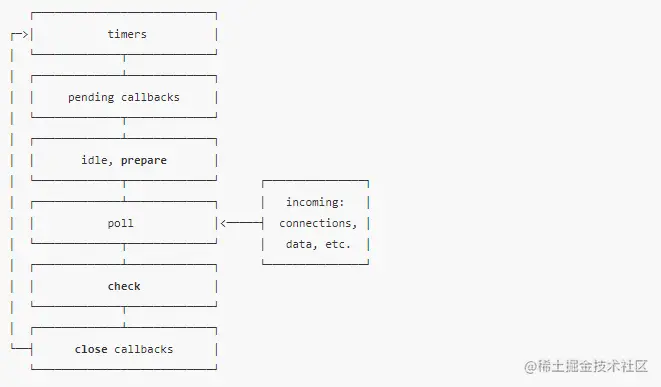 timers
pending callbacks
idle, prepare
incoming:
poll
connections,
data, etc.
check
close callbacks
@稀土掘金技术社区